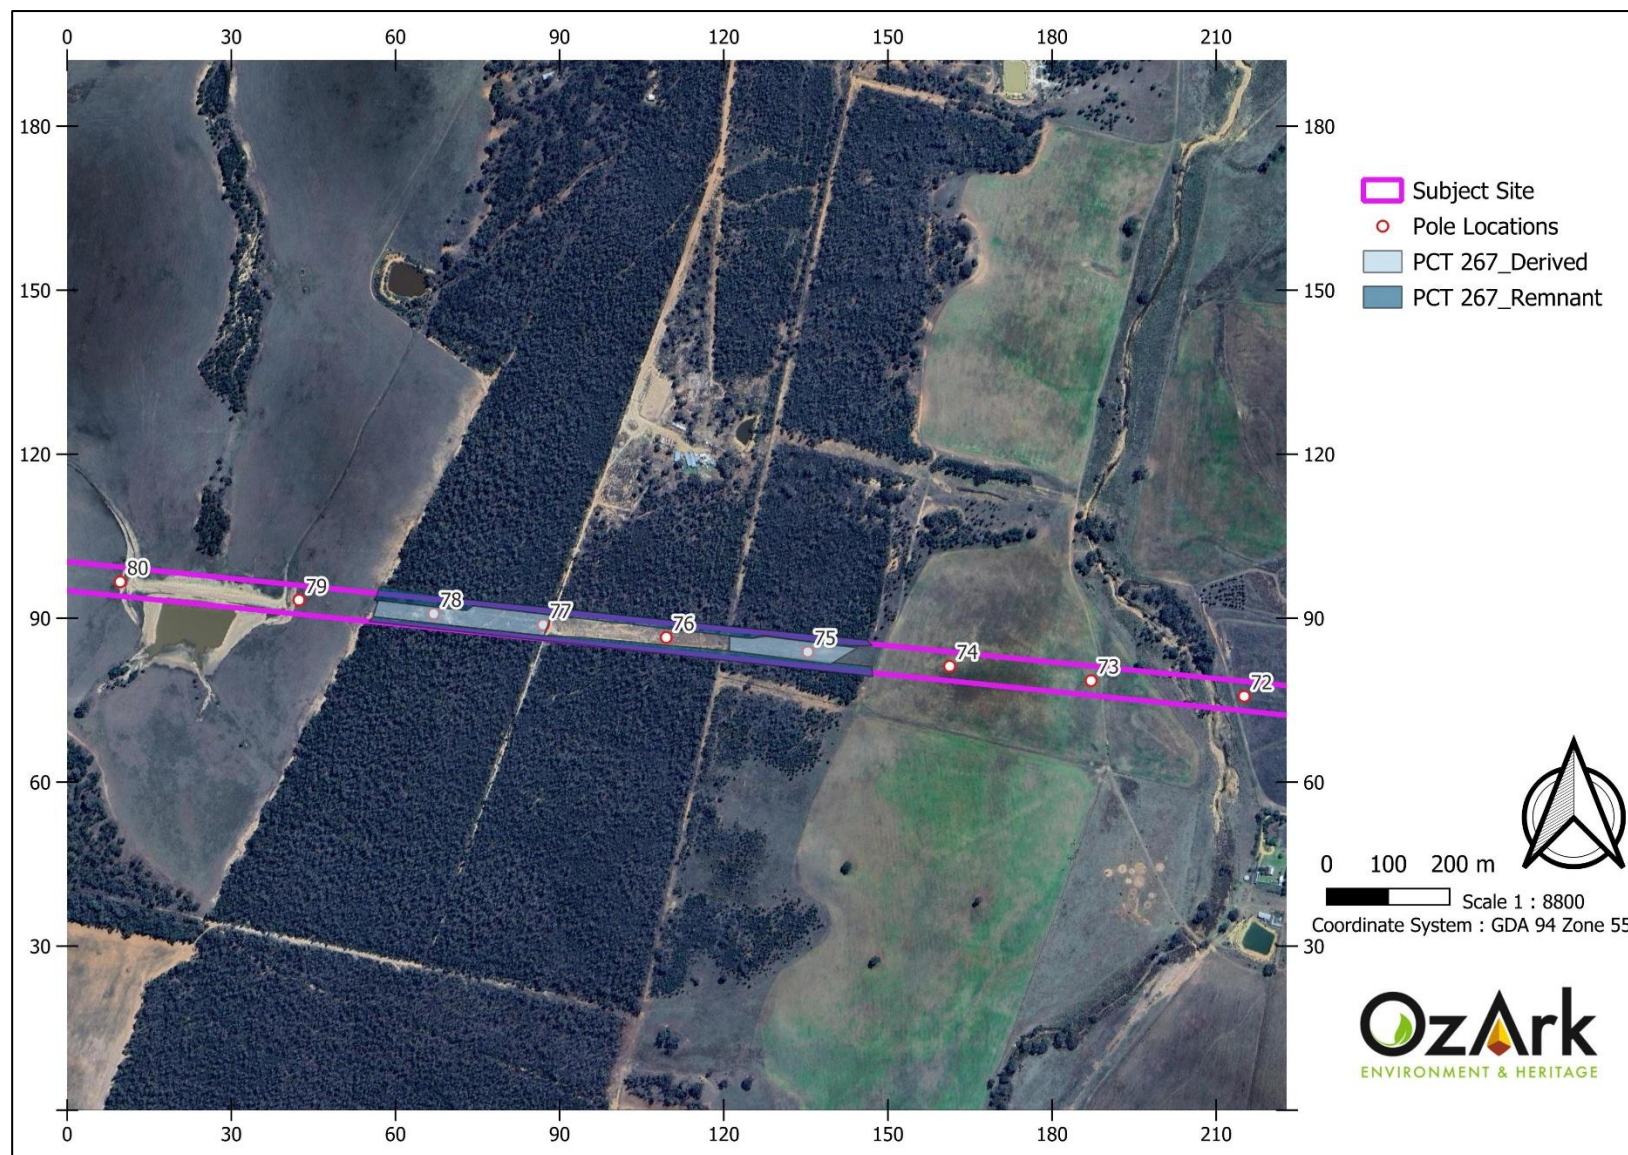 0 30 60 90 120 150 180 210
180 180
150 150
120 120
90 90
60 60
30 30
0 30 60 90 120 150 180 210
80
79
78
77
76
75
74
73
72
Subject Site
Pole Locations
PCT 267_Derived
PCT 267_Remnant
0 100 200 m
Scale 1 : 8800
Coordinate System : GDA 94 Zone 55
OzArk
ENVIRONMENT & HERITAGE